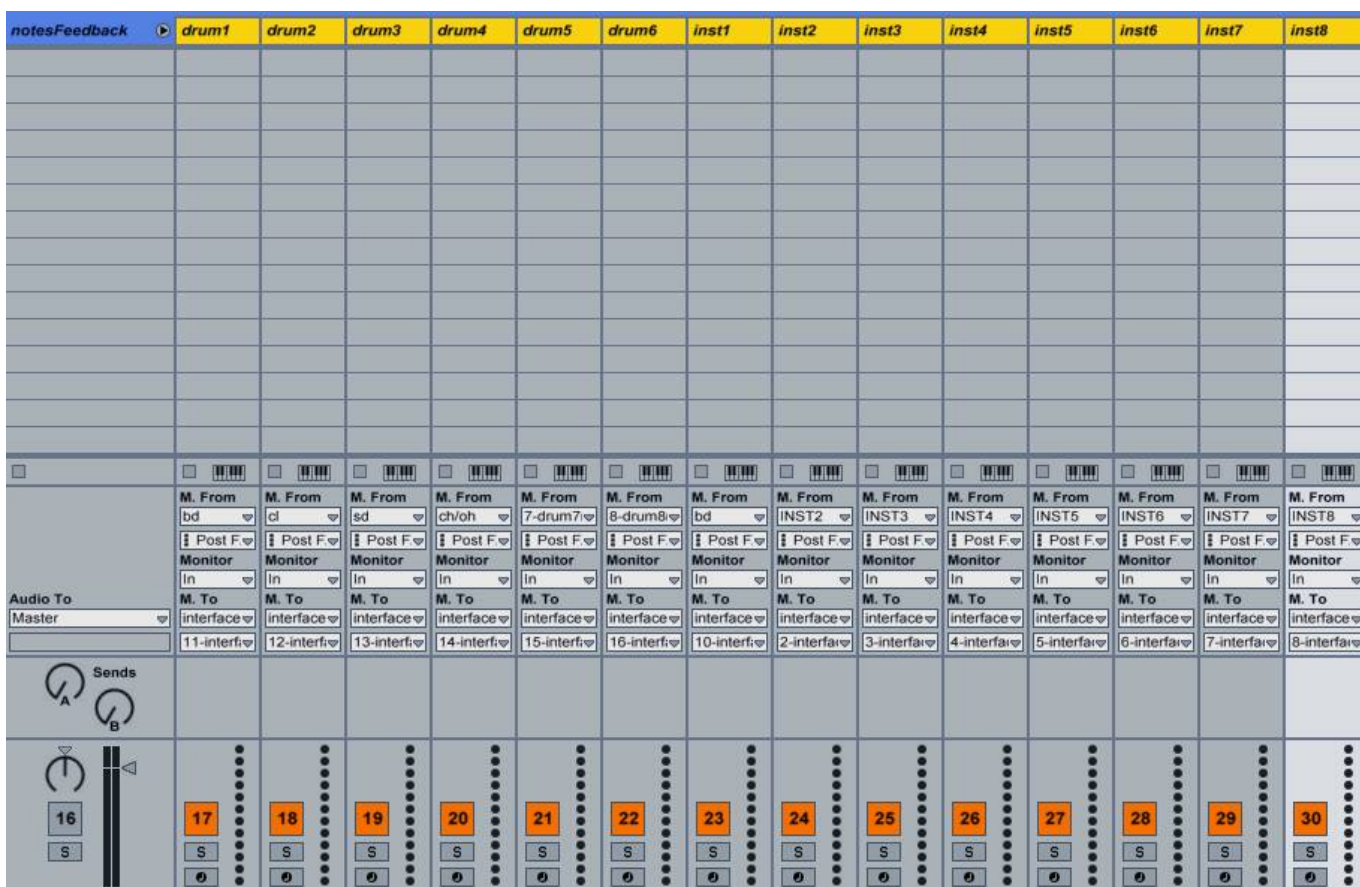 notesFeedback drum1 drum2 drum3 drum4 drum5 drum6 inst1 inst2 inst3 inst4 inst5 inst6 inst7 inst8
M. From M. From M. From M. From M. From M. From M. From M. From M. From M. From M. From M. From M. From M. From
bd cl sd ch/oh 7-drum7i 8-drum8i bd INST2 INST3 INST4 INST5 INST6 INST7 INST8
Post F. Post F. Post F. Post F. Post F. Post F. Post F. Post F. Post F. Post F. Post F. Post F. Post F. Post F.
Monitor Monitor Monitor Monitor Monitor Monitor Monitor Monitor Monitor Monitor Monitor Monitor Monitor Monitor
In In In In In In In In In In In In In In
Audio To M. To M. To M. To M. To M. To M. To M. To M. To M. To M. To M. To M. To M. To M. To
Master interface interface interface interface interface interface interface interface interface interface interface interface interface interface
11-interf 12-interf 13-interf 14-interf 15-interf 16-interf 10-interf 2-interfa 3-interfa 4-interfa 5-interfa 6-interfa 7-interfa 8-interfa
Sends
A
B
16 17 18 19 20 21 22 23 24 25 26 27 28 29 30
S S S S S S S S S S S S S S S